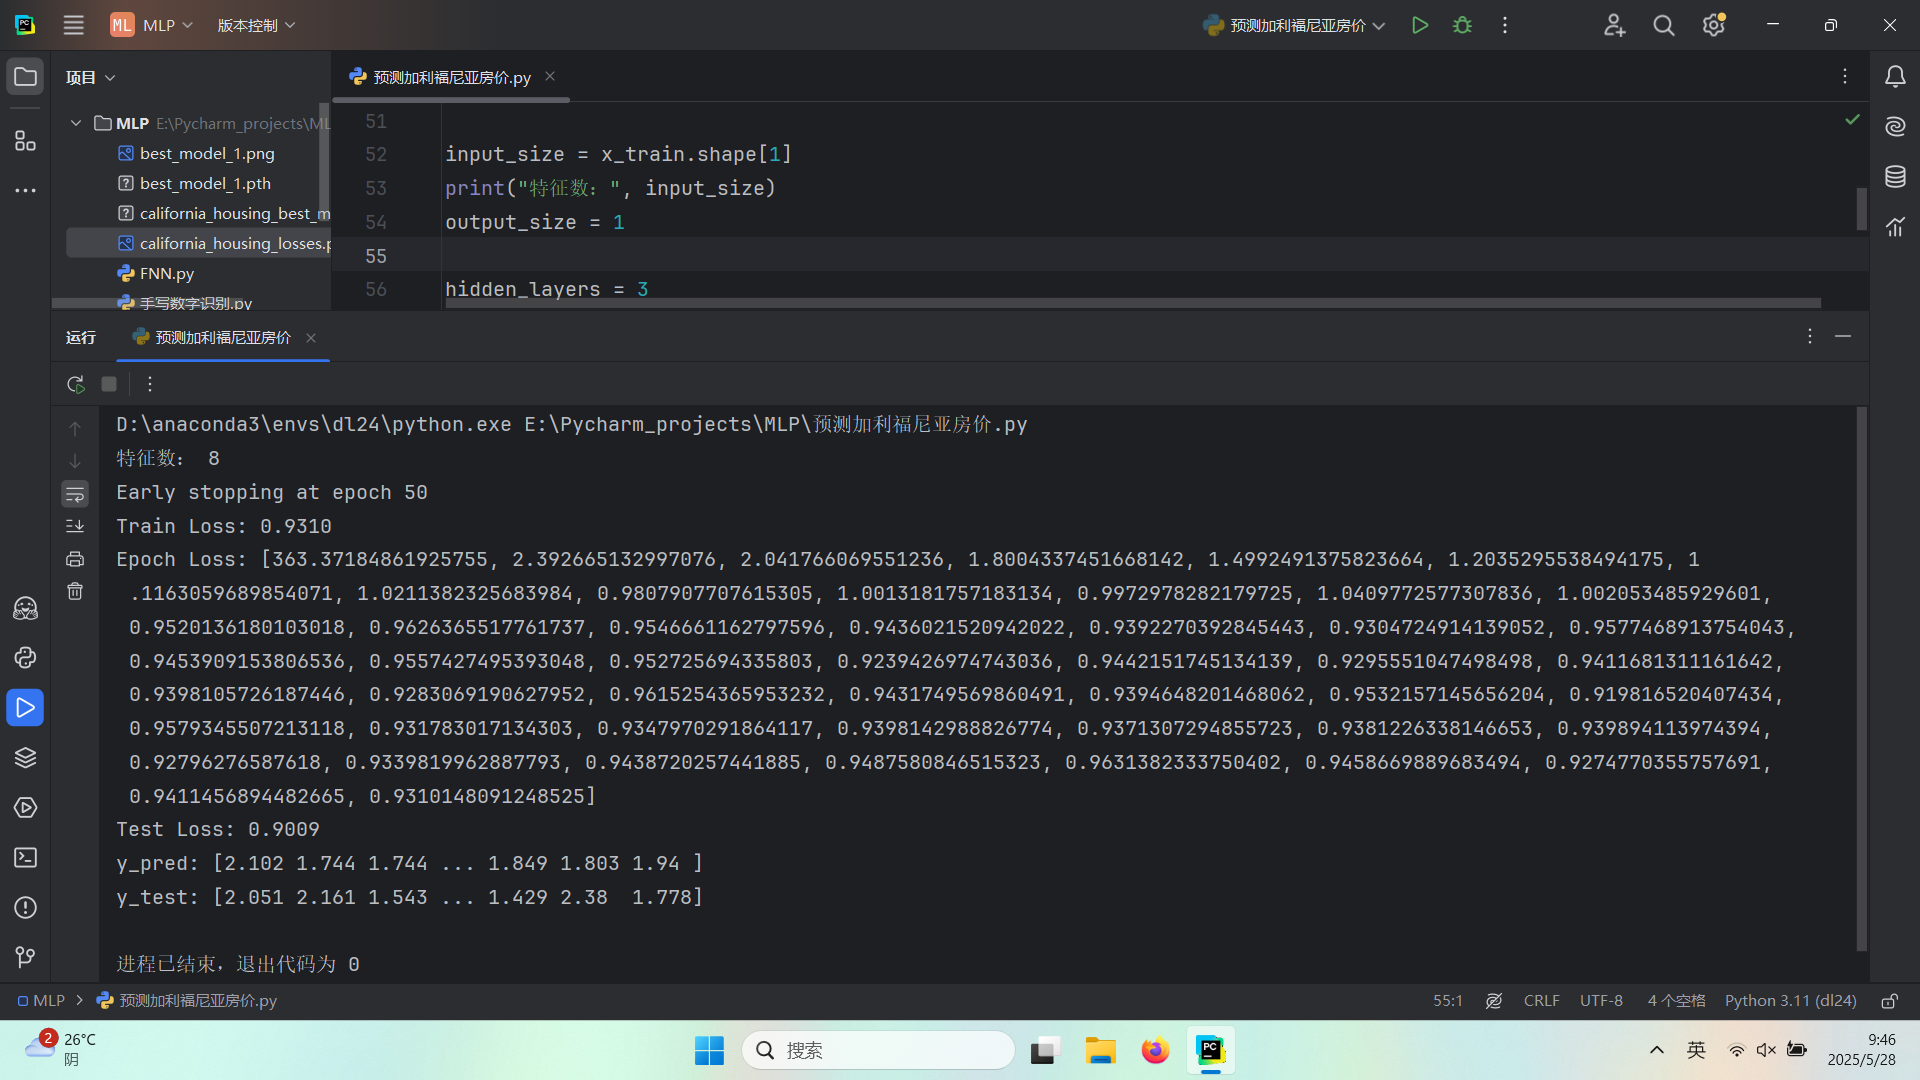 ML MLP 版本控制 预测加利福尼亚房价
项目 预测加利福尼亚房价.py
MLP E:\Pycharm_projects\ML
best_model_1.png
best_model_1.pth
california_housing_best_m
california_housing_losses.p
FNN.py
手写数字识别.py
51
52 input_size = x_train.shape[1]
53 print("特征数：", input_size)
54 output_size = 1
55
56 hidden_layers = 3
运行 预测加利福尼亚房价
D:\anaconda3\envs\dl24\python.exe E:\Pycharm_projects\MLP\预测加利福尼亚房价.py
特征数： 8
Early stopping at epoch 50
Train Loss: 0.9310
Epoch Loss: [363.37184861925755, 2.392665132997076, 2.041766069551236, 1.8004337451668142, 1.4992491375823664, 1.2035295538494175, 1
.1163059689854071, 1.0211382325683984, 0.9807907707615305, 1.0013181757183134, 0.9972978282179725, 1.0409772577307836, 1.002053485929601,
0.9520136180103018, 0.9626365517761737, 0.9546661162797596, 0.9436021520942022, 0.9392270392845443, 0.9304724914139052, 0.9577468913754043,
0.9453909153806536, 0.9557427495393048, 0.952725694335803, 0.9239426974743036, 0.9442151745134139, 0.9295551047498498, 0.9411681311161642,
0.9398105726187446, 0.9283069190627952, 0.9615254365953232, 0.9431749569860491, 0.9394648201468062, 0.9532157145656204, 0.919816520407434,
0.9579345507213118, 0.931783017134303, 0.9347970291864117, 0.9398142988826774, 0.9371307294855723, 0.9381226338146653, 0.939894113974394,
0.92796276587618, 0.9339819962887793, 0.9438720257441885, 0.9487580846515323, 0.9631382333750402, 0.9458669889683494, 0.9274770355757691,
0.9411456894482665, 0.9310148091248525]
Test Loss: 0.9009
y_pred: [2.102 1.744 1.744 ... 1.849 1.803 1.94 ]
y_test: [2.051 2.161 1.543 ... 1.429 2.38  1.778]
进程已结束，退出代码为 0
MLP 预测加利福尼亚房价.py 55:1 CRLF UTF-8 4 个空格 Python 3.11 (dl24)
2 26°C
阴
搜索
英
9:46
2025/5/28